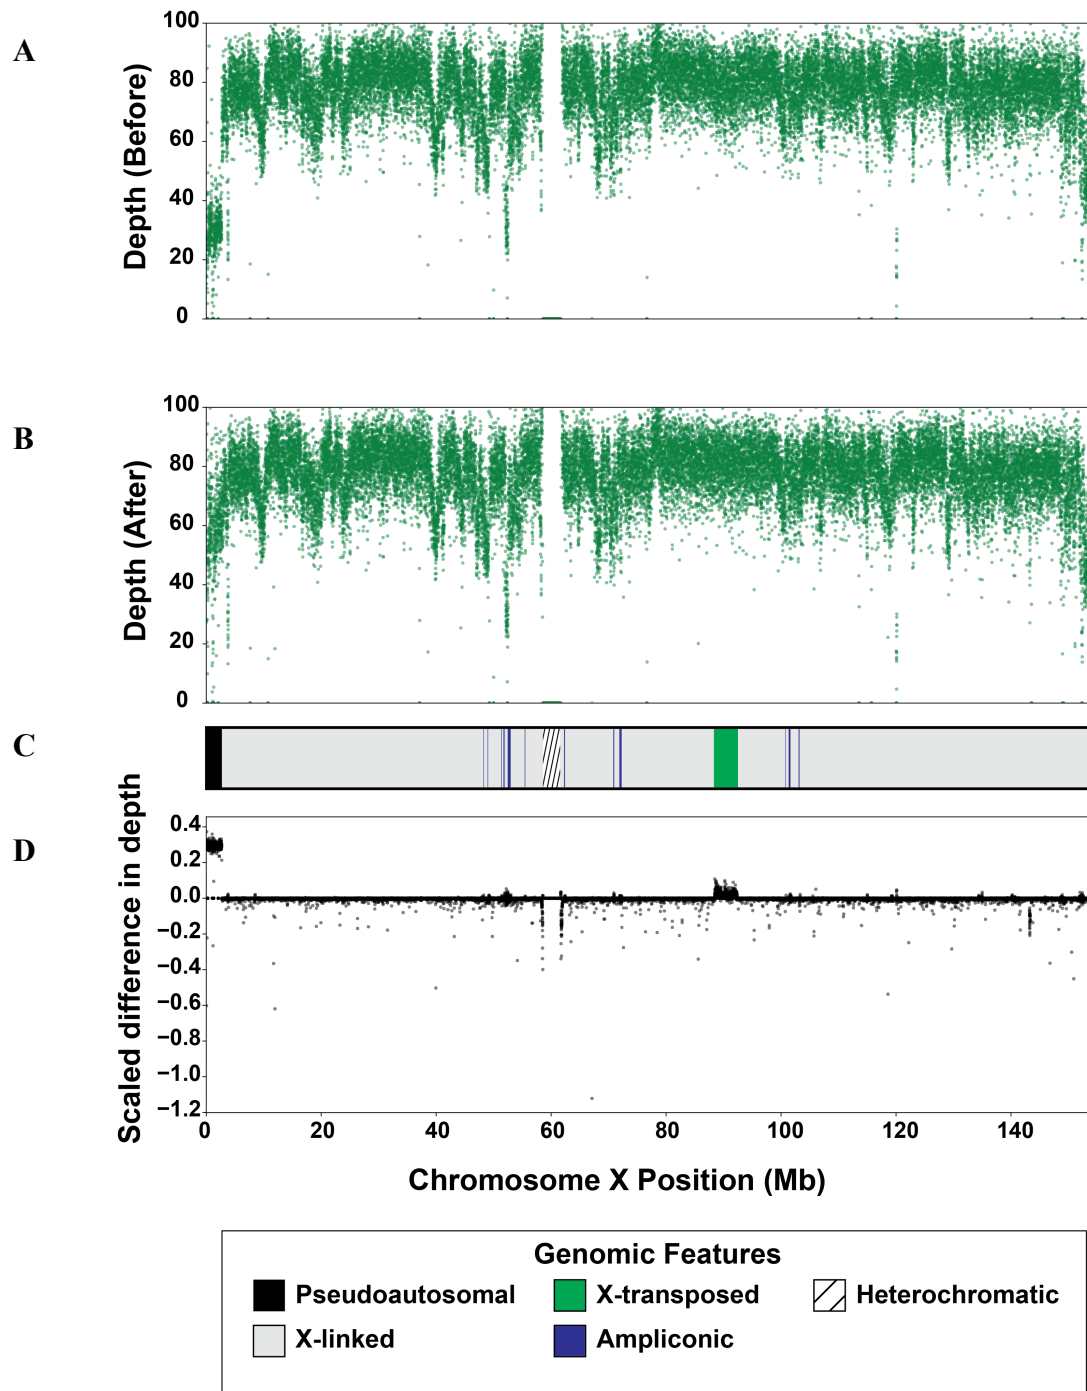 A
Depth (Before)
100
80
60
40
20
0
B
Depth (After)
100
80
60
40
20
0
C
D
Scaled difference in depth
0.4
0.2
0.0
−0.2
−0.4
−0.6
−0.8
−1.0
−1.2
0 20 40 60 80 100 120 140
Chromosome X Position (Mb)
Genomic Features
Pseudoautosomal X-transposed Heterochromatic
X-linked Ampliconic